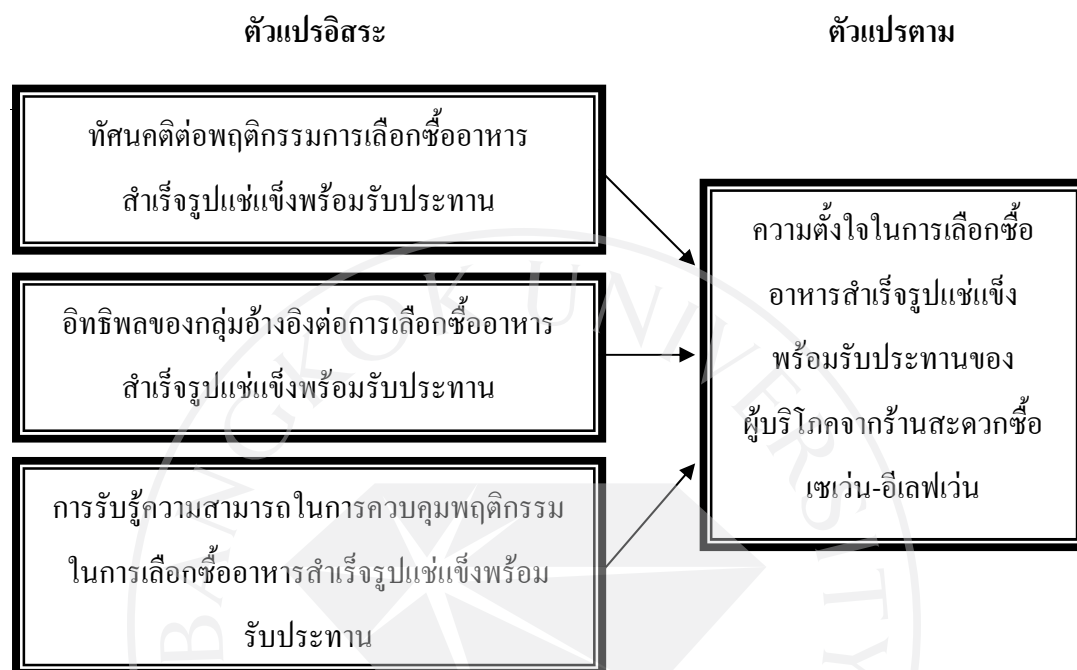 ตัวแปรอิสระ
ตัวแปรตาม
ทัศนคติต่อพฤติกรรมการเลือกซื้ออาหาร
สำเร็จรูปแช่แข็งพร้อมรับประทาน
อิทธิพลของกลุ่มอ้างอิงต่อการเลือกซื้ออาหาร
สำเร็จรูปแช่แข็งพร้อมรับประทาน
การรับรู้ความสามารถในการควบคุมพฤติกรรม
ในการเลือกซื้ออาหารสำเร็จรูปแช่แข็งพร้อม
รับประทาน
ความตั้งใจในการเลือกซื้อ
อาหารสำเร็จรูปแช่แข็ง
พร้อมรับประทานของ
ผู้บริโภคจากร้านสะดวกซื้อ
เซเว่น-อีเลฟเว่น
BANGKOK UNIVERSITY